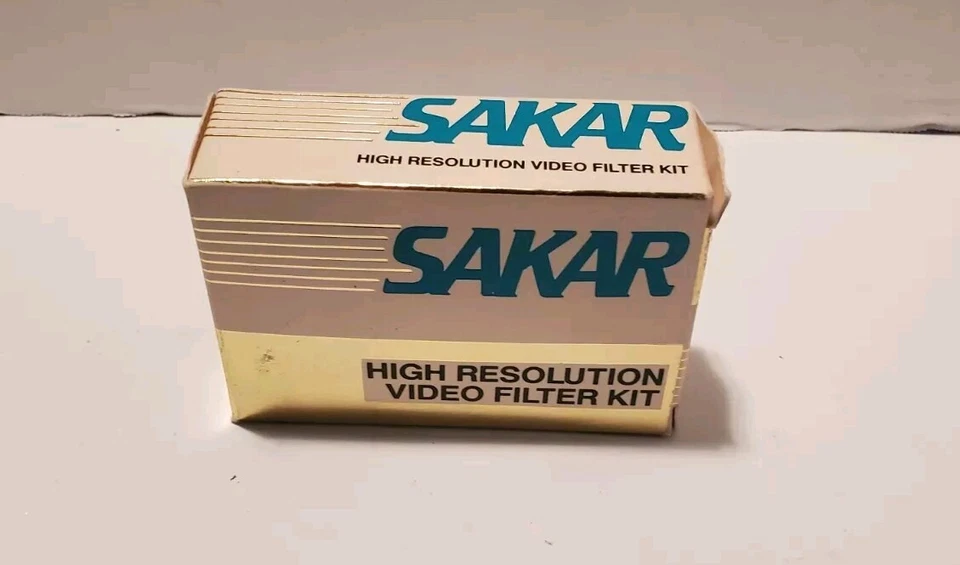 SAKAR
HIGH RESOLUTION VIDEO FILTER KIT
SAKAR
HIGH RESOLUTION
VIDEO FILTER KIT